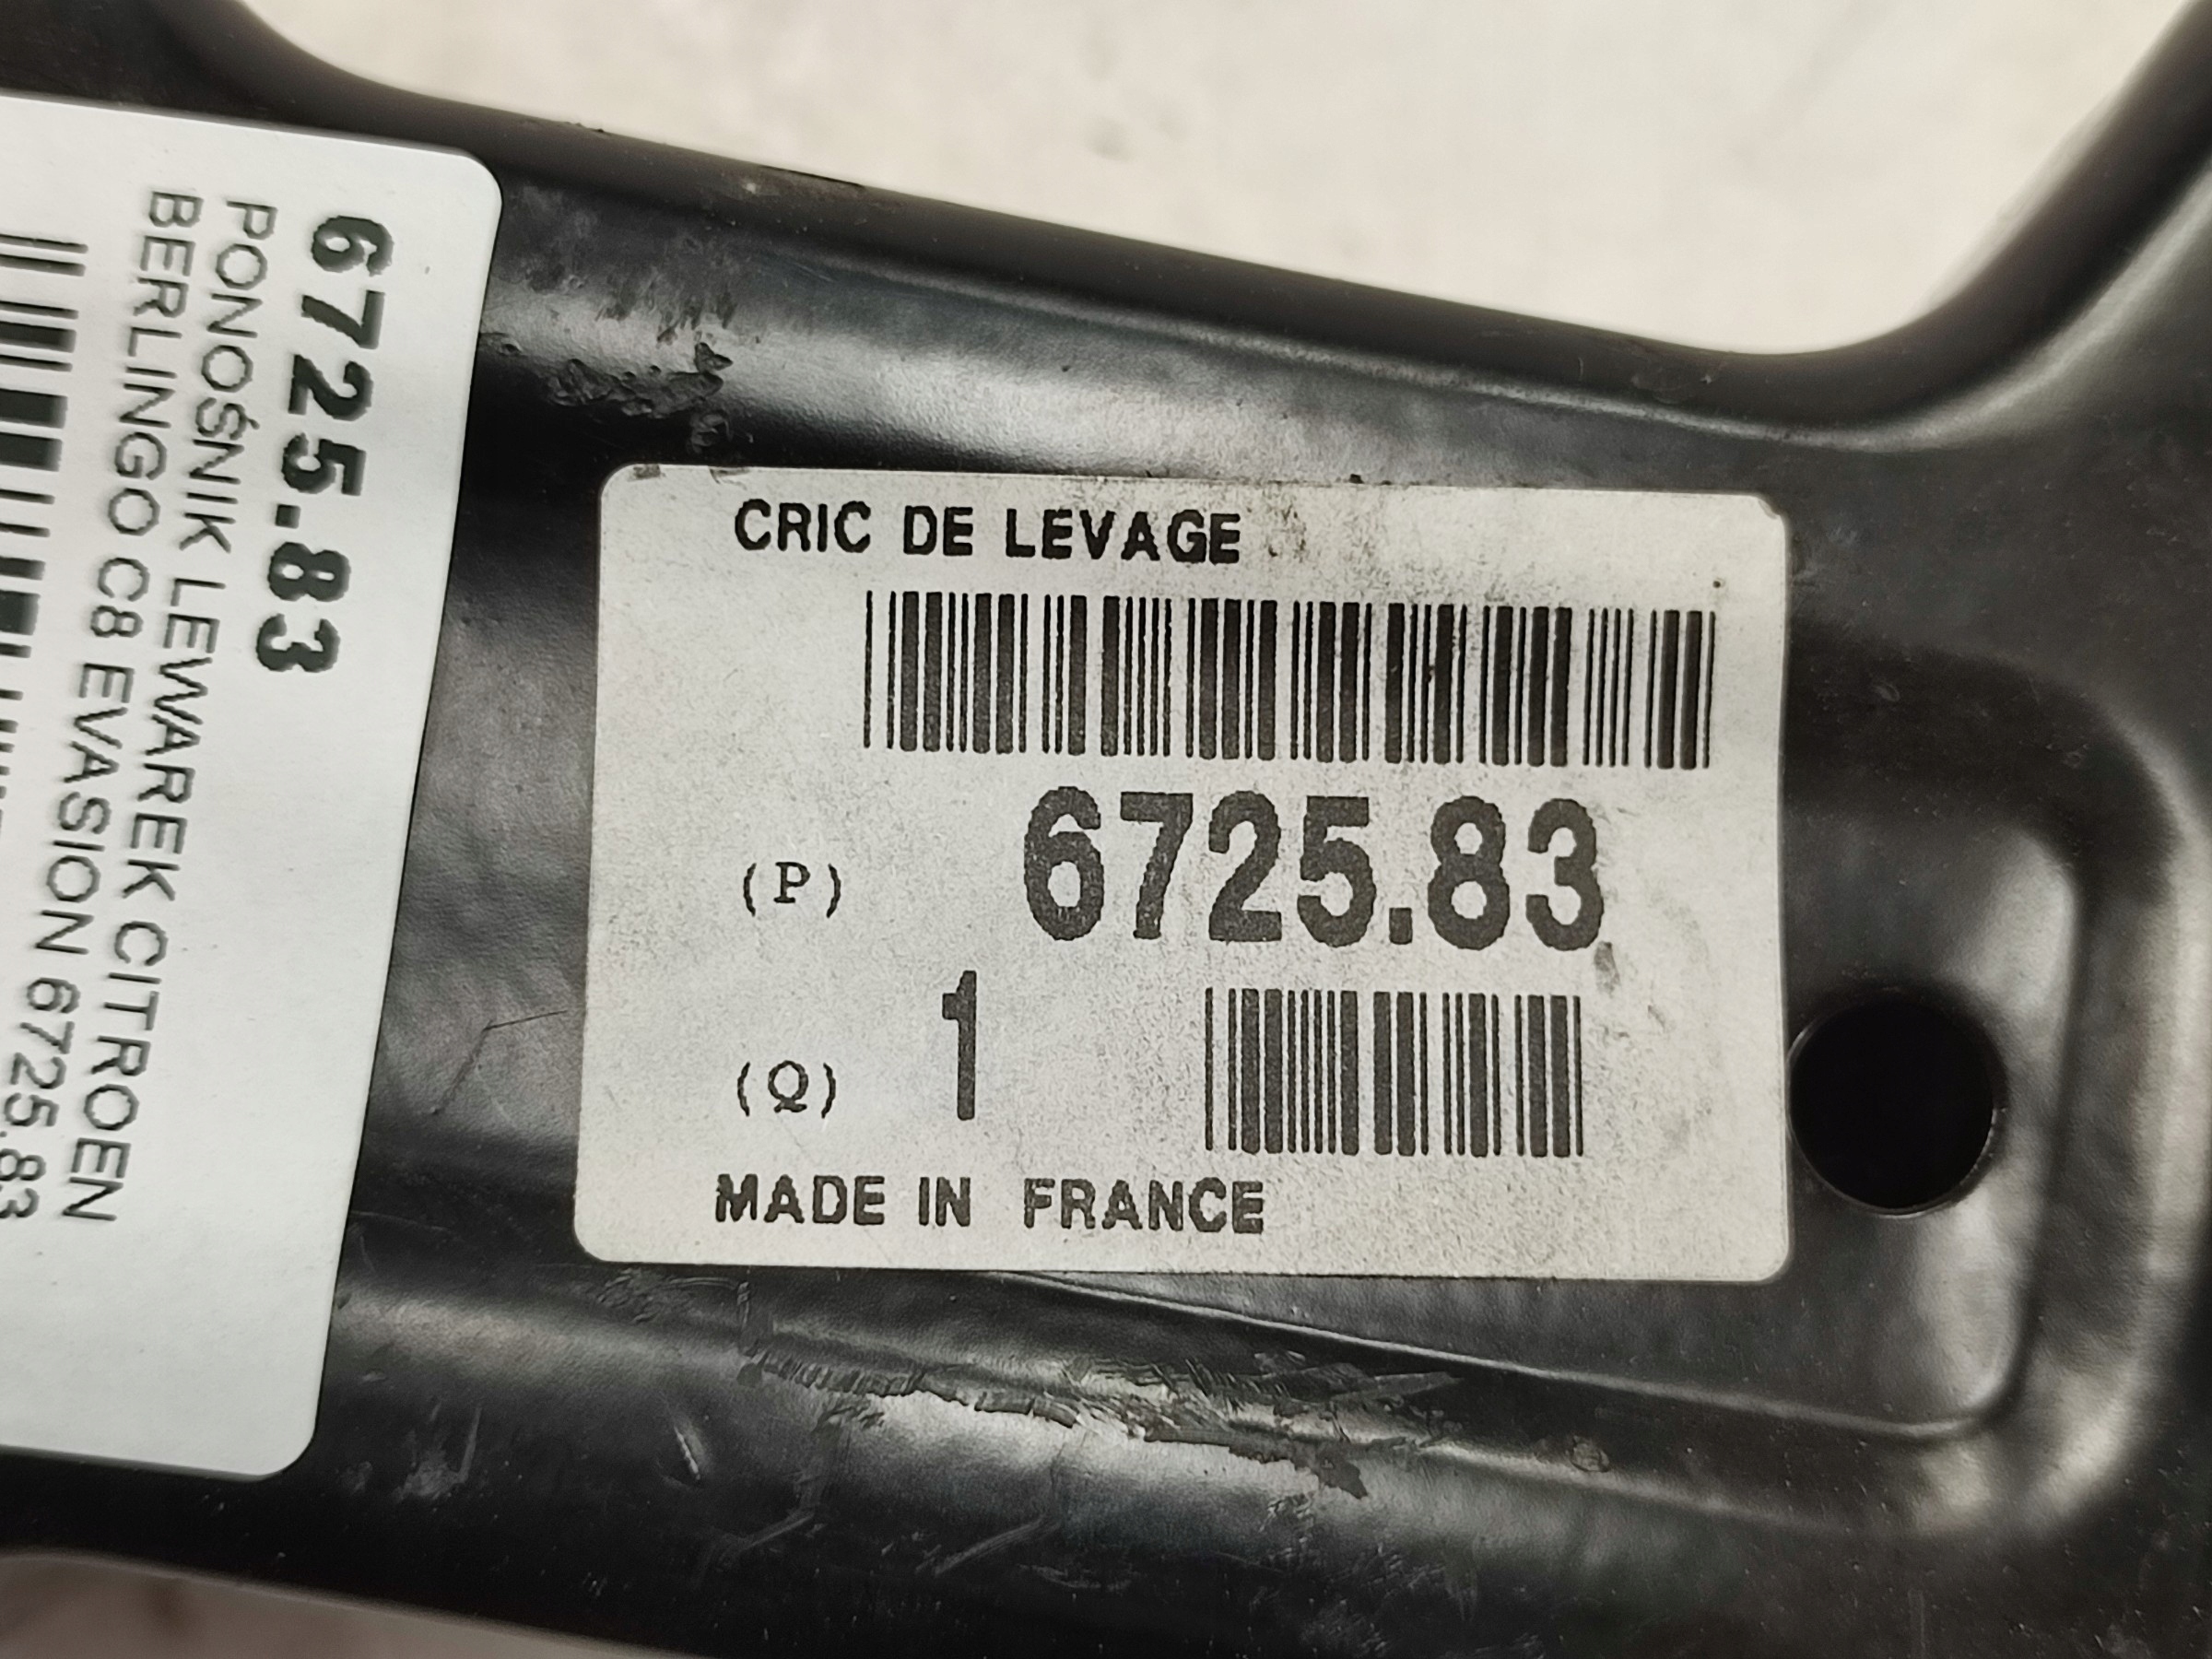 6725.83
PONOŚNIK LEWAREK CITROEN
BERLINGO C8 EVASION 6725.83
CRIC DE LEVAGE
(P) 6725.83
(Q) 1
MADE IN FRANCE